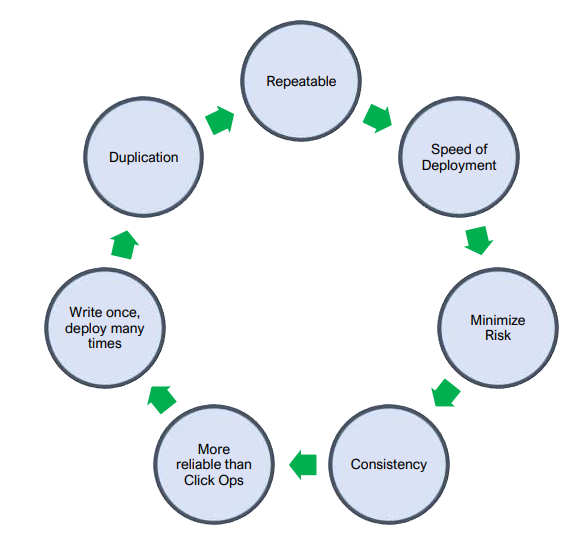 Repeatable
Speed of
Deployment
Minimize
Risk
Consistency
More
reliable than
Click Ops
Write once,
deploy many
times
Duplication